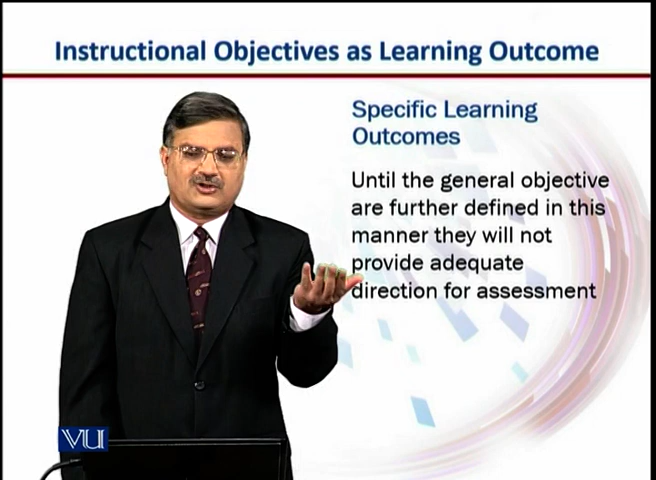 Instructional Objectives as Learning Outcome
Specific Learning
Outcomes
Until the general objective
are further defined in this
manner they will not
provide adequate
direction for assessment
VU